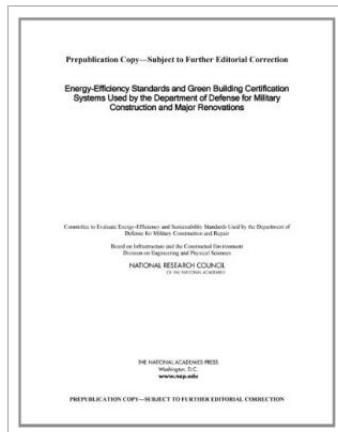 Prepublication Copy—Subject to Further Editorial Correction
Energy-Efficiency Standards and Green Building Certification
Systems Used by the Department of Defense for Military
Construction and Major Renovations
Committee to Evaluate Energy-Efficiency and Sustainability Standards Used by the Department of
Defense for Military Construction and Repair
Board on Infrastructure and the Constructed Environment
Division on Engineering and Physical Sciences
NATIONAL RESEARCH COUNCIL
OF THE NATIONAL ACADEMIES
THE NATIONAL ACADEMIES PRESS
Washington, D.C.
www.nap.edu
PREPUBLICATION COPY—SUBJECT TO FURTHER EDITORIAL CORRECTION